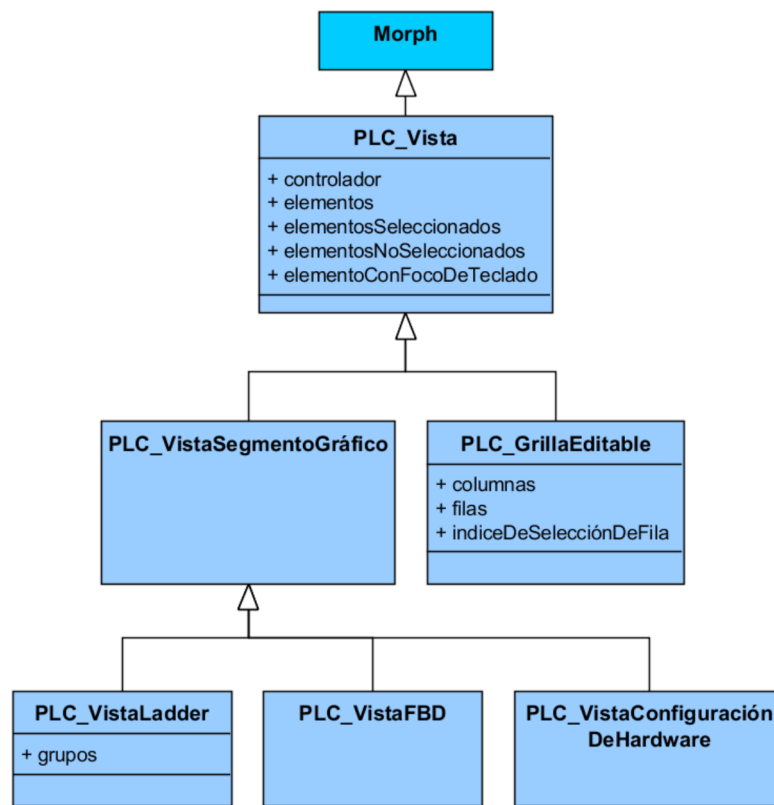 Morph
PLC_Vista
+ controlador
+ elementos
+ elementosSeleccionados
+ elementosNoSeleccionados
+ elementoConFocoDeTeclado
PLC_VistaSegmentoGráfico
PLC_GrillaEditable
+ columnas
+ filas
+ indiceDeSelecciónDeFila
PLC_VistaLadder
+ grupos
PLC_VistaFBD
PLC_VistaConfiguración
DeHardware